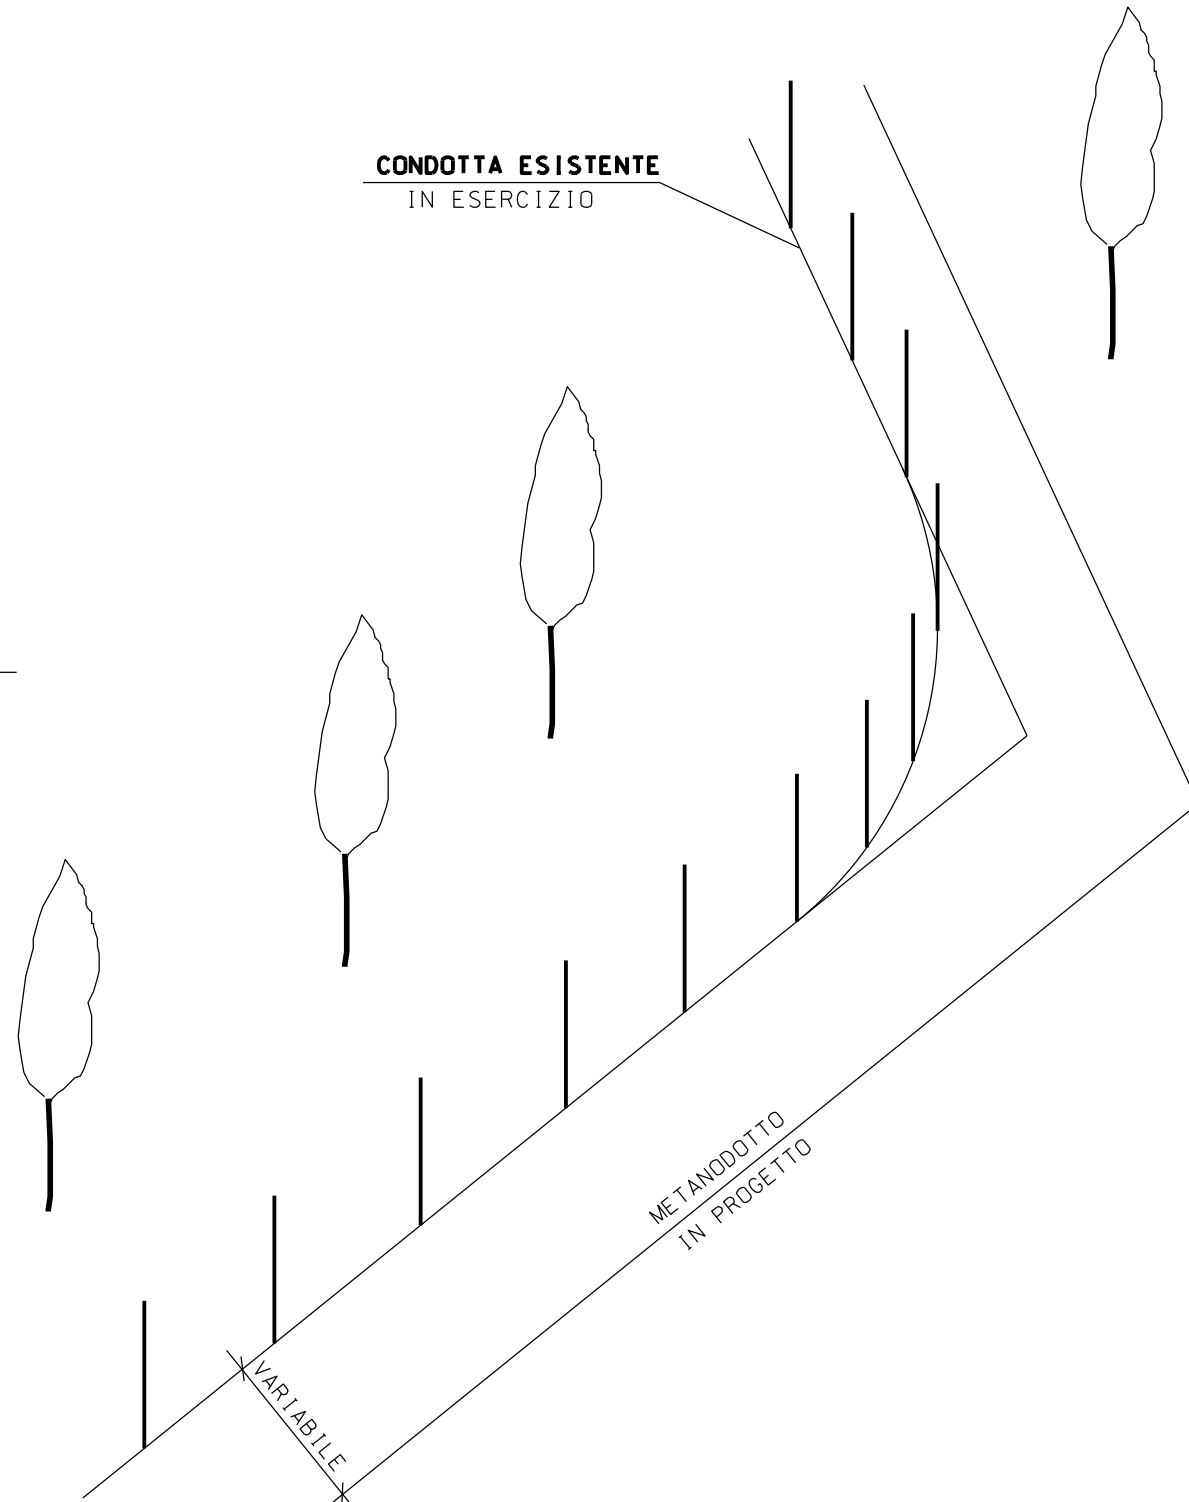 CONDOTTA ESISTENTE
IN ESERCIZIO
METANODOTTO
IN PROGETTO
VARIABILE